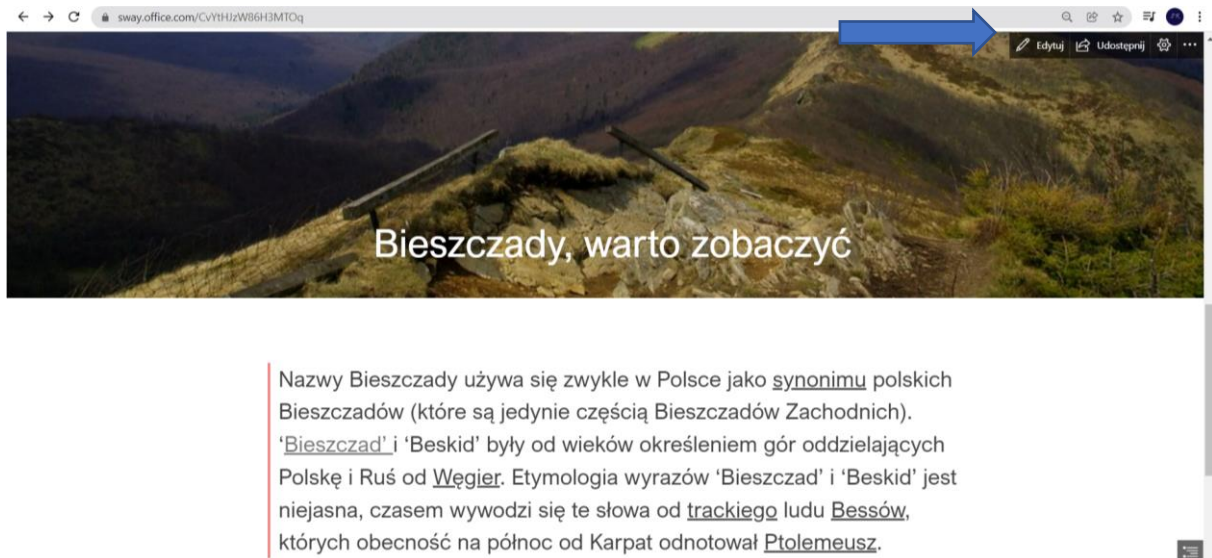 sway.office.com/CvYtHJzW86H3MTOq
Edytuj Udostępnij
Bieszczady, warto zobaczyć
Nazwy Bieszczady używa się zwykle w Polsce jako synonimu polskich
Bieszczadów (które są jedynie częścią Bieszczadów Zachodnich).
‘Bieszczad’ i ‘Beskid’ były od wieków określeniem gór oddzielających
Polskę i Ruś od Węgier. Etymologia wyrazów ‘Bieszczad’ i ‘Beskid’ jest
niejasna, czasem wywodzi się te słowa od trackiego ludu Bessów,
których obecność na północ od Karpat odnotował Ptolemeusz.